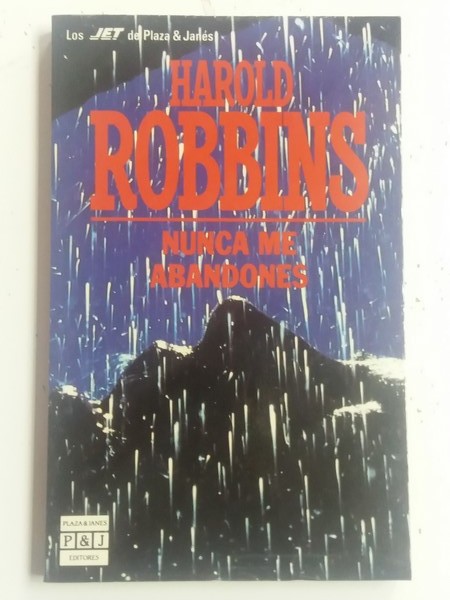 Los JET de Plaza & Janés
HAROLD
ROBBINS
NUNCA ME
ABANDONES
PLAZA & JANES
P & J
EDITORES